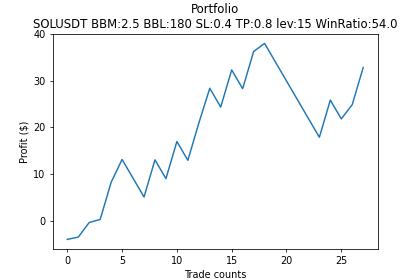 Portfolio
SOLUSDT BBM:2.5 BBL:180 SL:0.4 TP:0.8 lev:15 WinRatio:54.0
40
30
20
10
0
Profit ($)
0 5 10 15 20 25
Trade counts